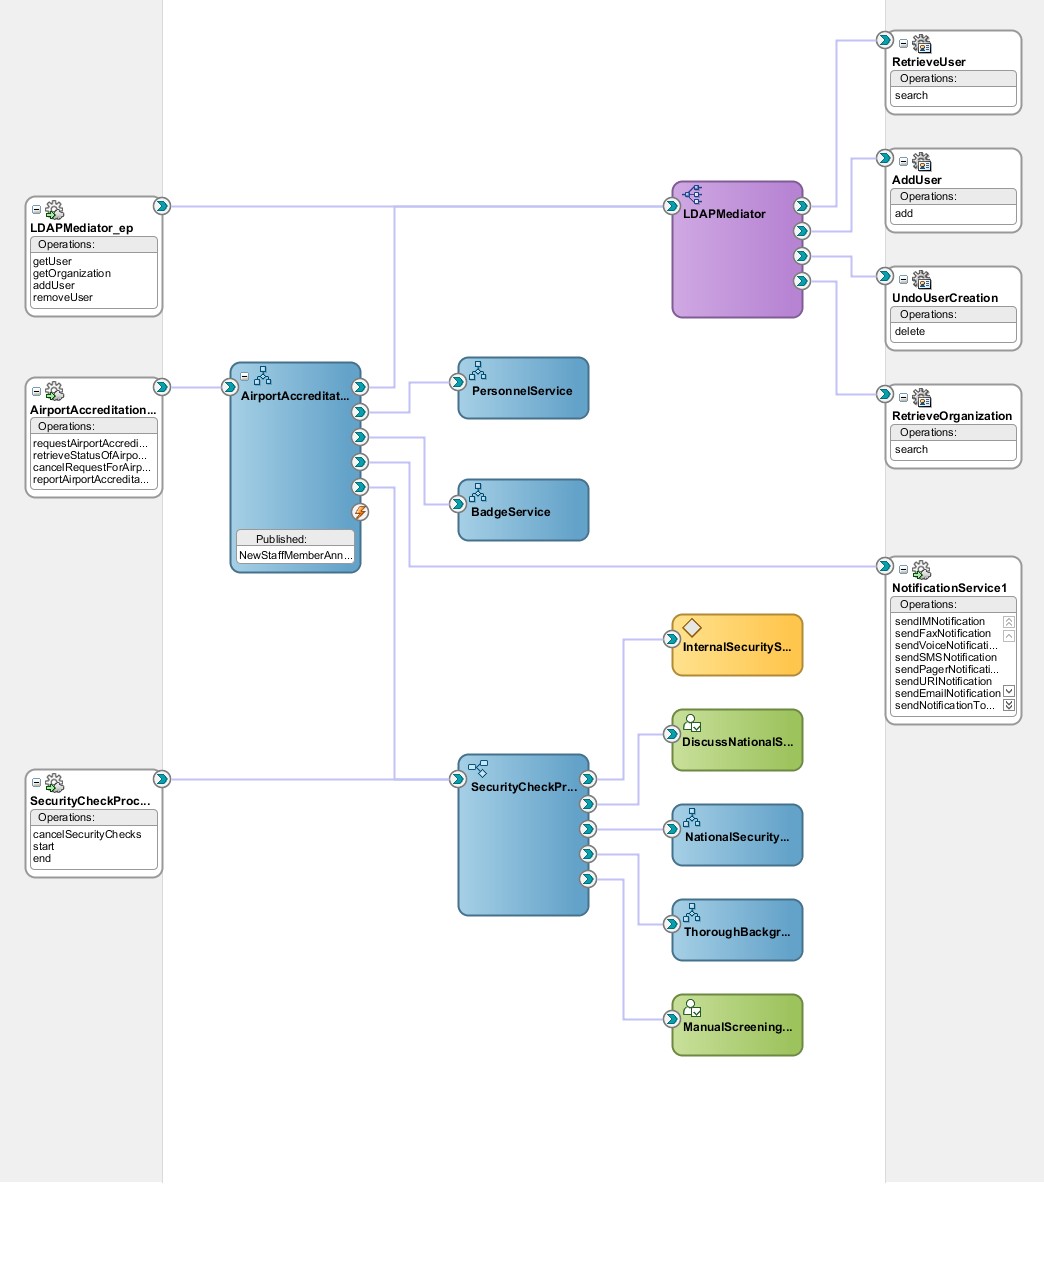 LDAPMediator_ep
Operations:
getUser
getOrganization
addUser
removeUser
AirportAccreditation...
Operations:
requestAirportAccredi...
retrieveStatusOfAirpo...
cancelRequestForAirp...
reportAirportAccredita...
SecurityCheckProc...
Operations:
cancelSecurityChecks
start
end
AirportAccreditat...
Published:
NewStaffMemberAnn...
PersonnelService
BadgeService
SecurityCheckPr...
LDAPMediator
InternalSecurityS...
DiscussNationalS...
NationalSecurity...
ThoroughBackgr...
ManualScreening...
RetrieveUser
Operations:
search
AddUser
Operations:
add
UndoUserCreation
Operations:
delete
RetrieveOrganization
Operations:
search
NotificationService1
Operations:
sendIMNotification
sendFaxNotification
sendVoiceNotificati...
sendSMSNotification
sendPagerNotificati...
sendURINotification
sendEmailNotification
sendNotificationTo...